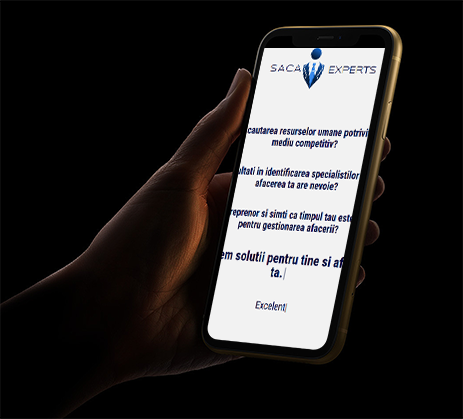 SACA EXPERTS
cautarea resurselor umane potrivi
mediu competitiv?
ultati in identificarea specialistilor
afacerea ta are nevoie?
reprenor si simti ca timpul tau este
pentru gestionarea afacerii?
em solutii pentru tine si af
ta.|
Excelent|